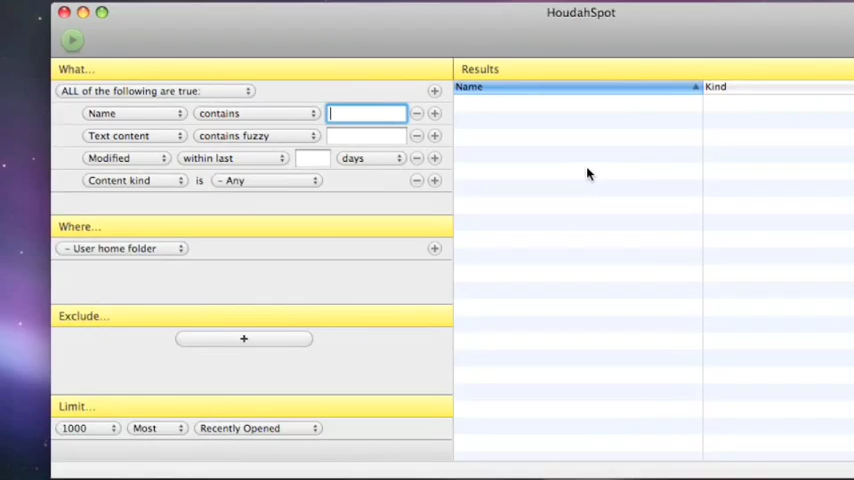 HoudahSpot
What...
ALL of the following are true:
Name contains
Text content contains fuzzy
Modified within last days
Content kind is - Any
Where...
- User home folder
Exclude...
+
Limit...
1000 Most Recently Opened
Results
Name Kind